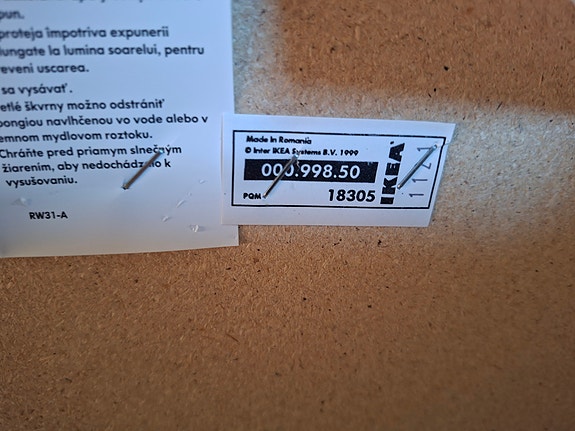 pun.
proteja împotriva expunerii
lungate la lumina soarelui, pentru
reveni uscarea.
sa vysávať.
etlé škvrny možno odstrániť
pongiou navlhčenou vo vode alebo v
emnom mydlovom roztoku.
Chráňte pred priamym slnečným
žiarením, aby nedochádzalo k
vysušovaniu.
RW31-A
Made in Romania
© Inter IKEA Systems B.V. 1999
000.998.50
PQM
18305
IKEA
1121